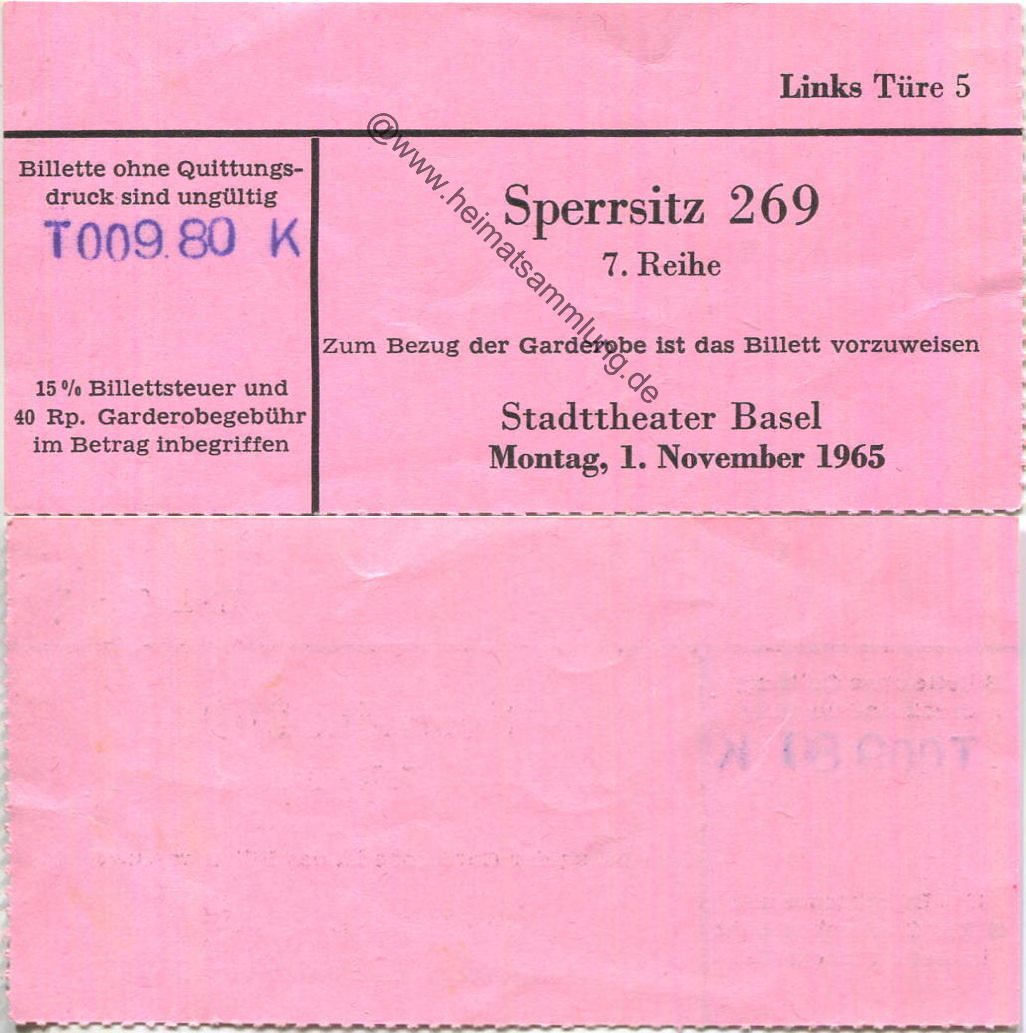 Links Türe 5
Billette ohne Quittungs-
druck sind ungültig
T009.80 K
15% Billettsteuer und
40 Rp. Garderobegebühr
im Betrag inbegriffen
Sperrsitz 269
7. Reihe
Zum Bezug der Garderobe ist das Billett vorzuweisen
Stadttheater Basel
Montag, 1. November 1965
@www.heimatsammlung.de